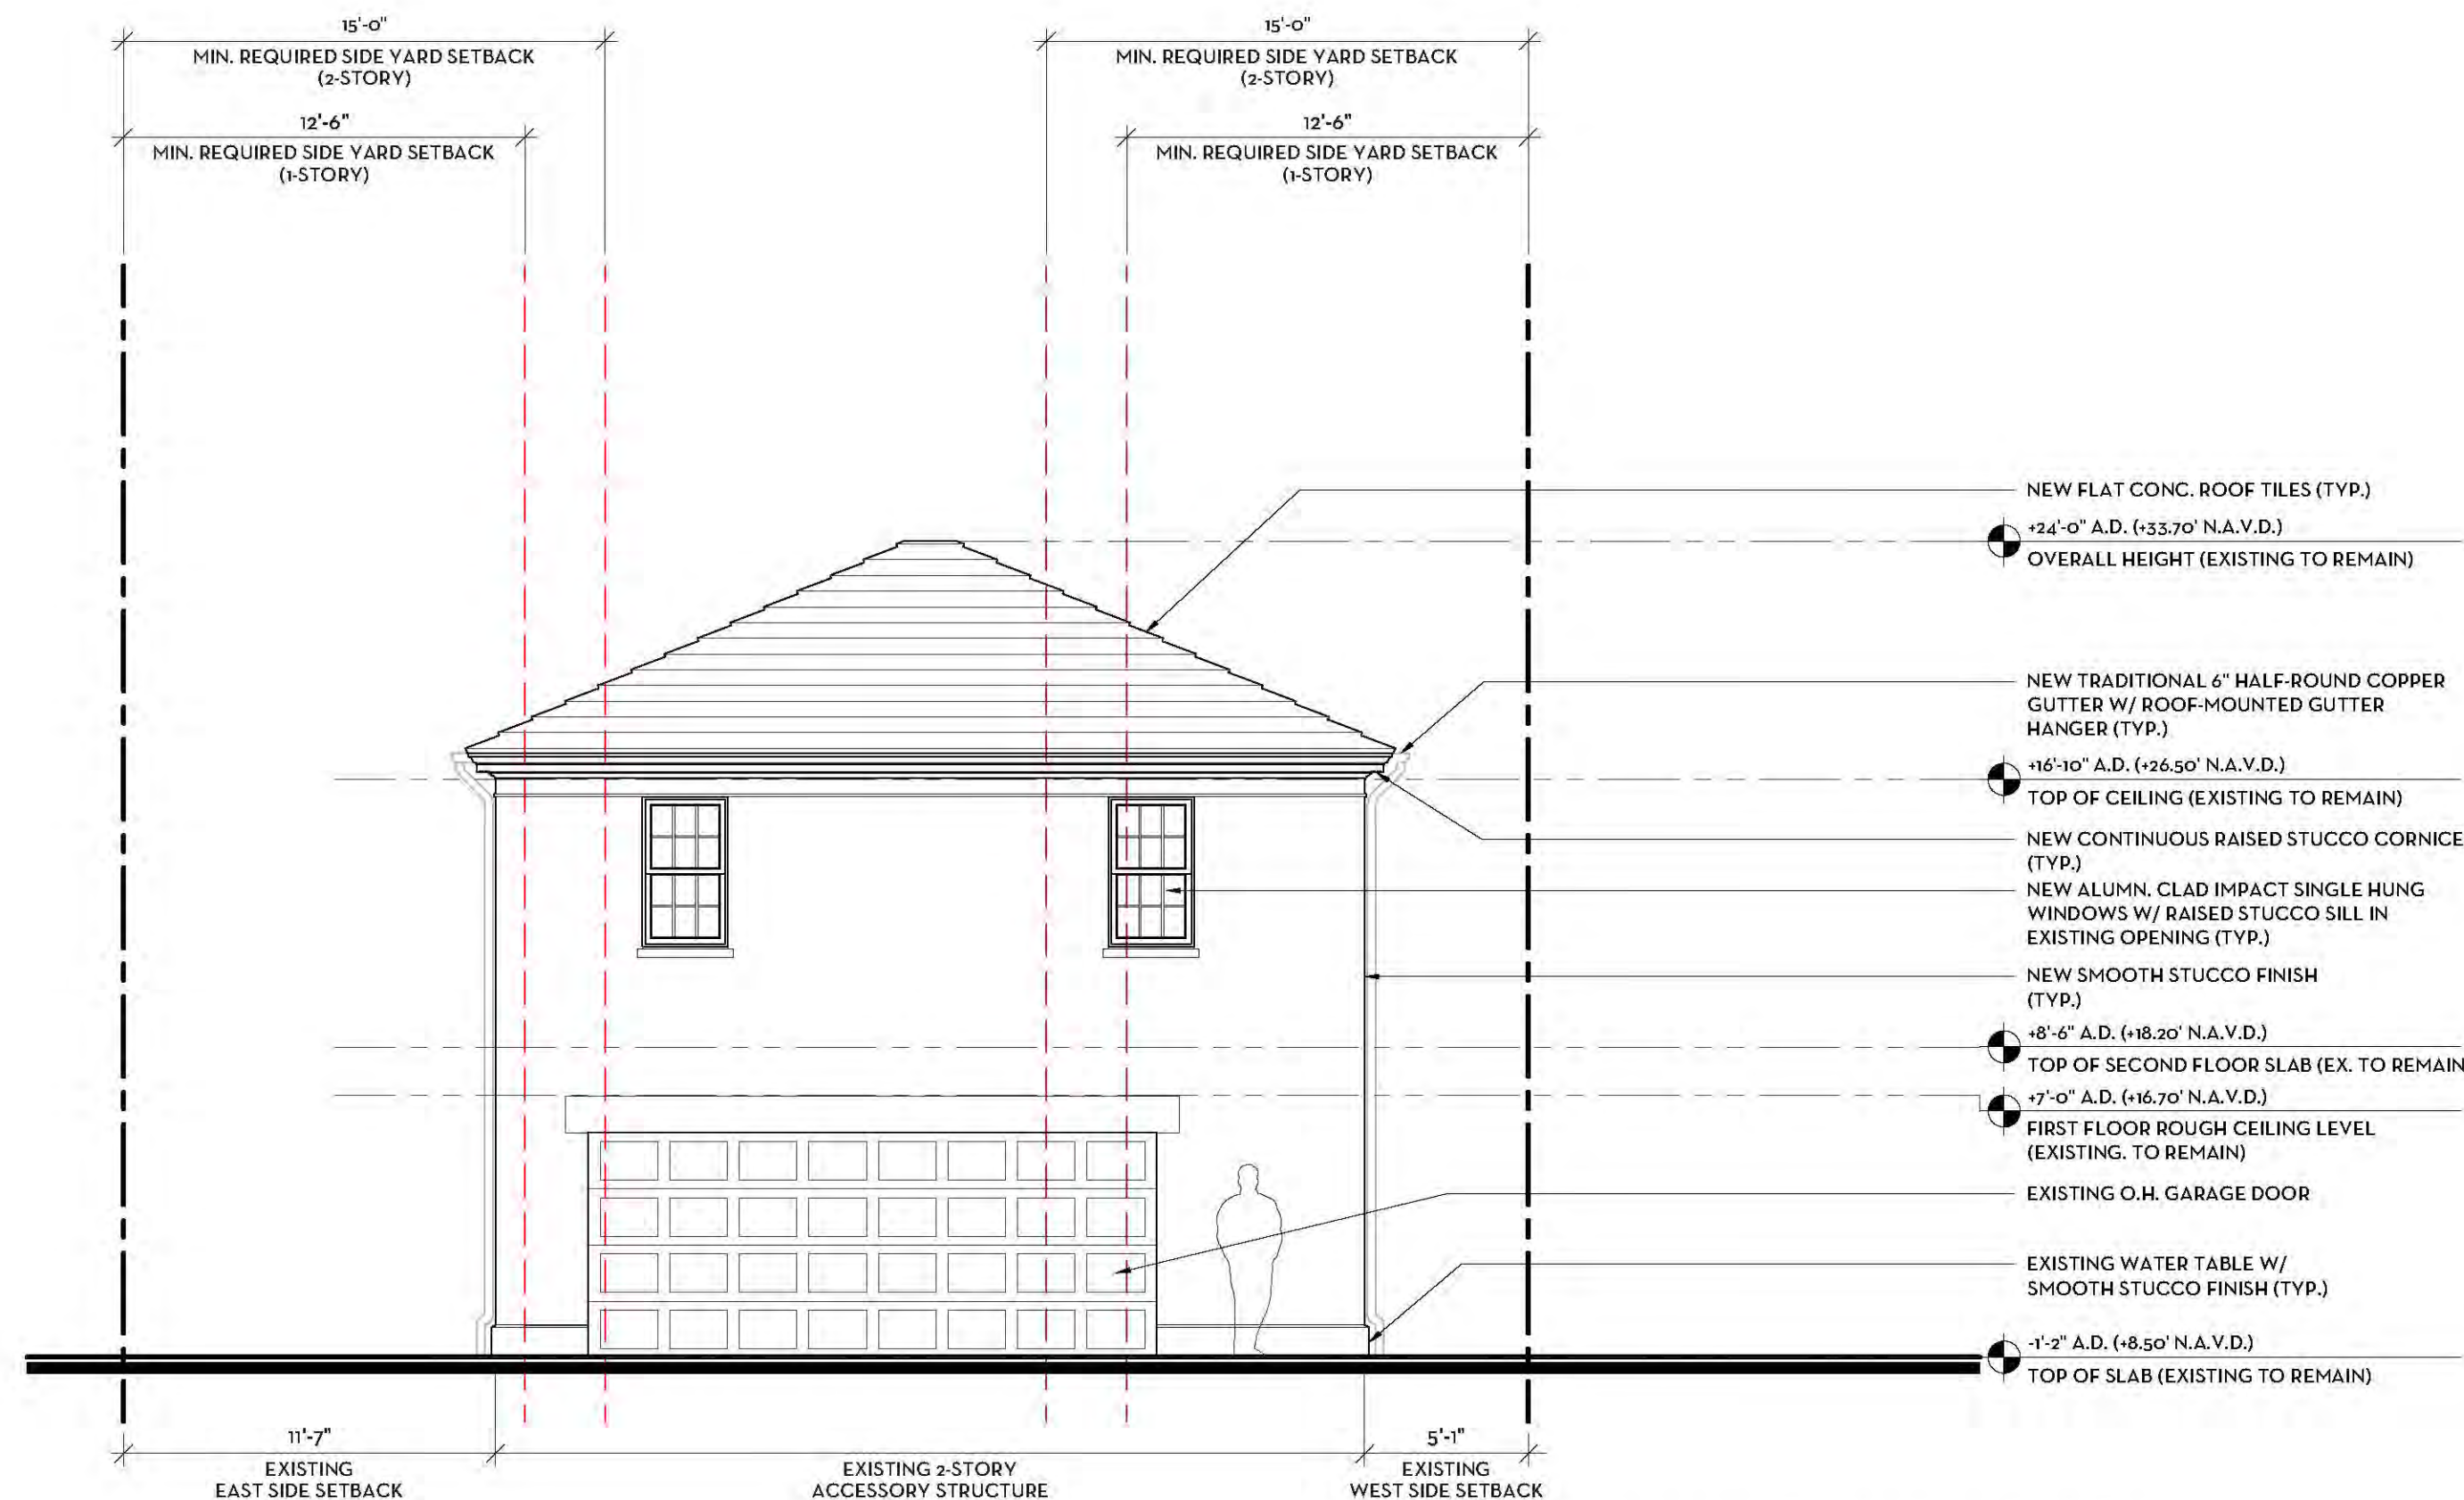 15'-0"
MIN. REQUIRED SIDE YARD SETBACK
(2-STORY)
12'-6"
MIN. REQUIRED SIDE YARD SETBACK
(1-STORY)
15'-0"
MIN. REQUIRED SIDE YARD SETBACK
(2-STORY)
12'-6"
MIN. REQUIRED SIDE YARD SETBACK
(1-STORY)
NEW FLAT CONC. ROOF TILES (TYP.)
+24'-0" A.D. (+33.70' N.A.V.D.)
OVERALL HEIGHT (EXISTING TO REMAIN)
NEW TRADITIONAL 6" HALF-ROUND COPPER
GUTTER W/ ROOF-MOUNTED GUTTER
HANGER (TYP.)
+16'-10" A.D. (+26.50' N.A.V.D.)
TOP OF CEILING (EXISTING TO REMAIN)
NEW CONTINUOUS RAISED STUCCO CORNICE
(TYP.)
NEW ALUMN. CLAD IMPACT SINGLE HUNG
WINDOWS W/ RAISED STUCCO SILL IN
EXISTING OPENING (TYP.)
NEW SMOOTH STUCCO FINISH
(TYP.)
+8'-6" A.D. (+18.20' N.A.V.D.)
TOP OF SECOND FLOOR SLAB (EX. TO REMAIN
+7'-0" A.D. (+16.70' N.A.V.D.)
FIRST FLOOR ROUGH CEILING LEVEL
(EXISTING. TO REMAIN)
EXISTING O.H. GARAGE DOOR
EXISTING WATER TABLE W/
SMOOTH STUCCO FINISH (TYP.)
-1'-2" A.D. (+8.50' N.A.V.D.)
TOP OF SLAB (EXISTING TO REMAIN)
11'-7"
EXISTING
EAST SIDE SETBACK
EXISTING 2-STORY
ACCESSORY STRUCTURE
5'-1"
EXISTING
WEST SIDE SETBACK